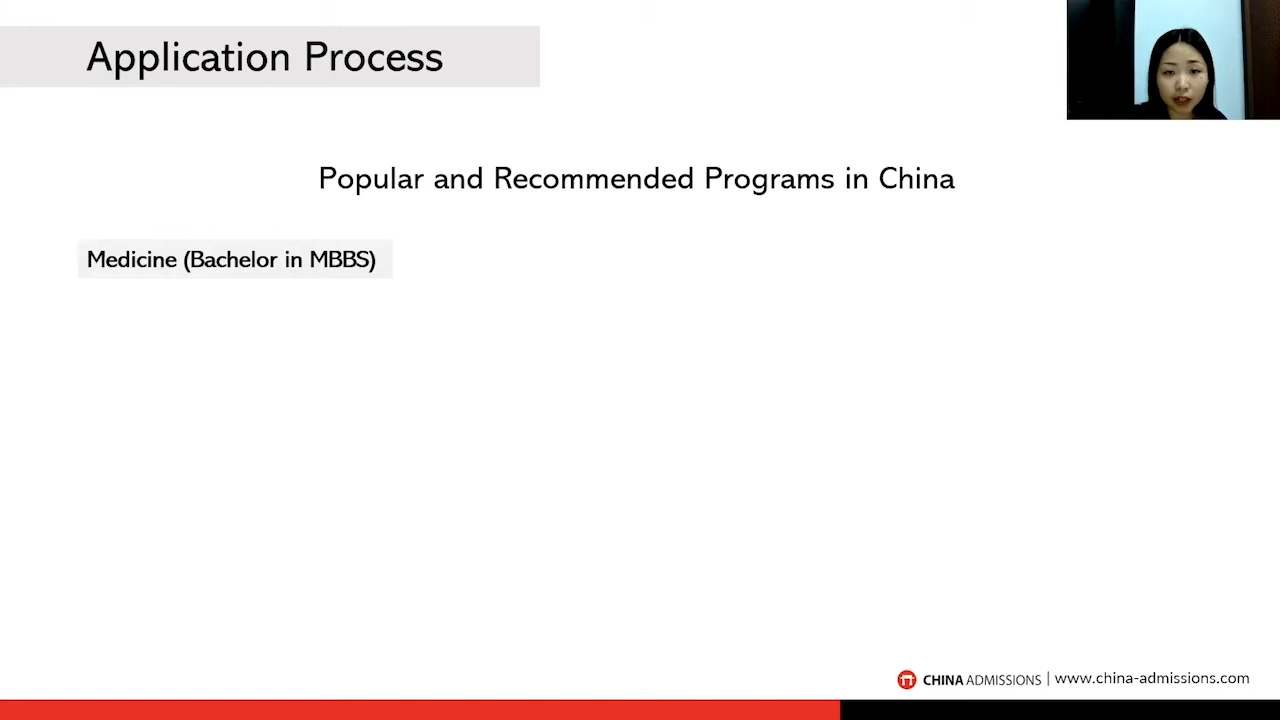 Application Process
Popular and Recommended Programs in China
Medicine (Bachelor in MBBS)
CHINA ADMISSIONS | www.china-admissions.com